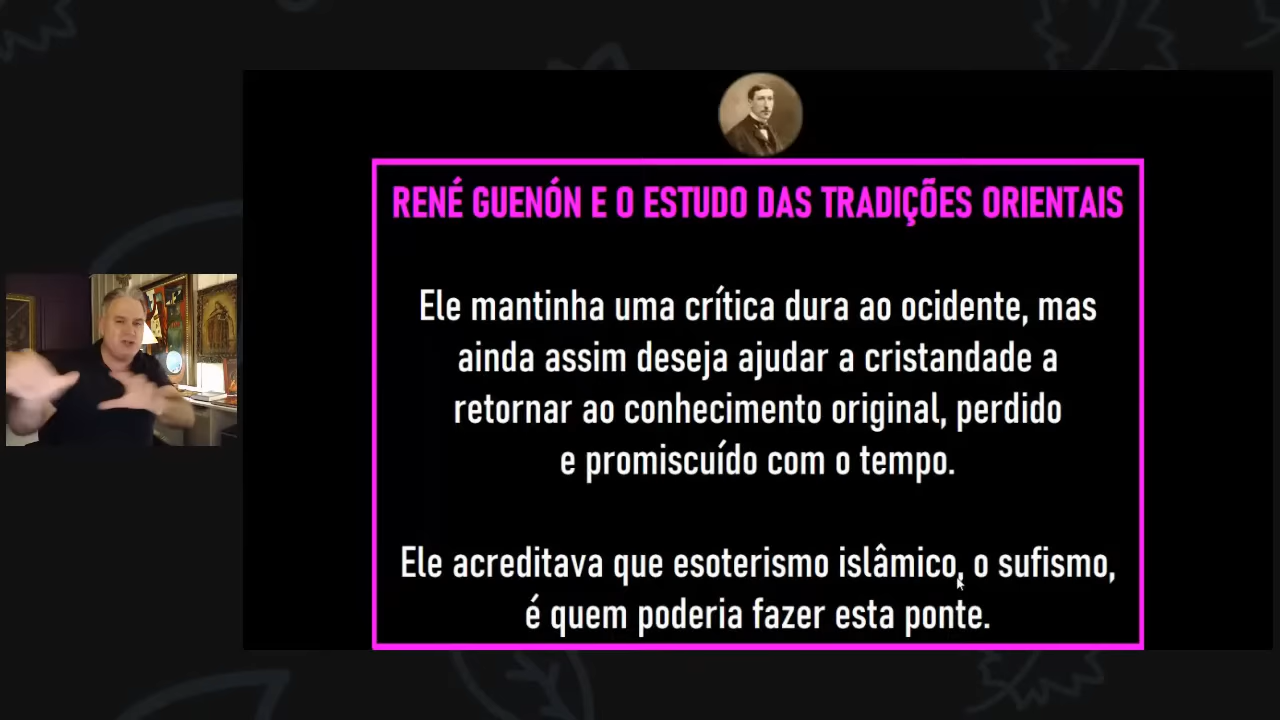 RENÉ GUENÓN E O ESTUDO DAS TRADIÇÕES ORIENTAIS
Ele mantinha uma crítica dura ao ocidente, mas
ainda assim deseja ajudar a cristandade a
retornar ao conhecimento original, perdido
e promiscuído com o tempo.
Ele acreditava que esoterismo islâmico, o sufismo,
é quem poderia fazer esta ponte.